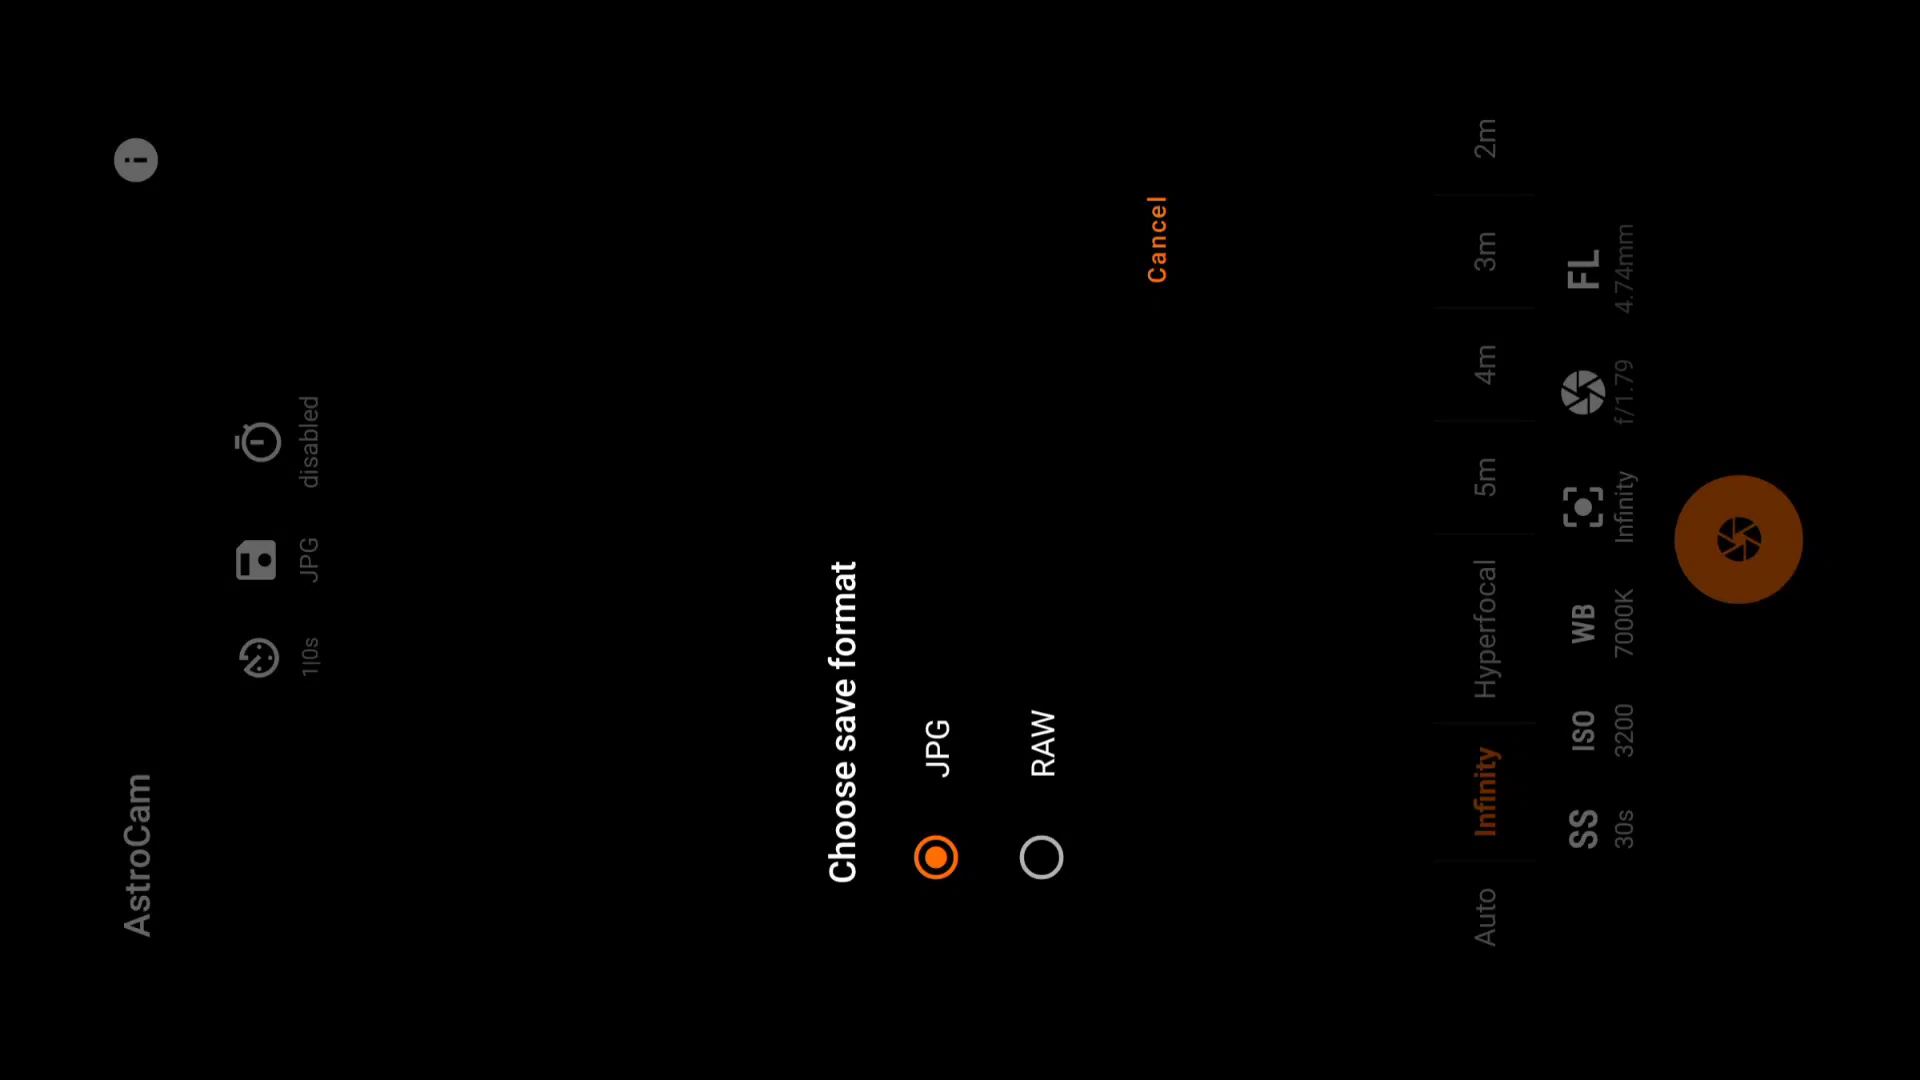 AstroCam
1|0s
JPG
disabled
Choose save format
JPG
RAW
Cancel
Auto
Infinity
Hyperfocal
5m
4m
3m
2m
SS
ISO
WB
FL
30s
3200
7000K
Infinity
f/1.79
4.74mm